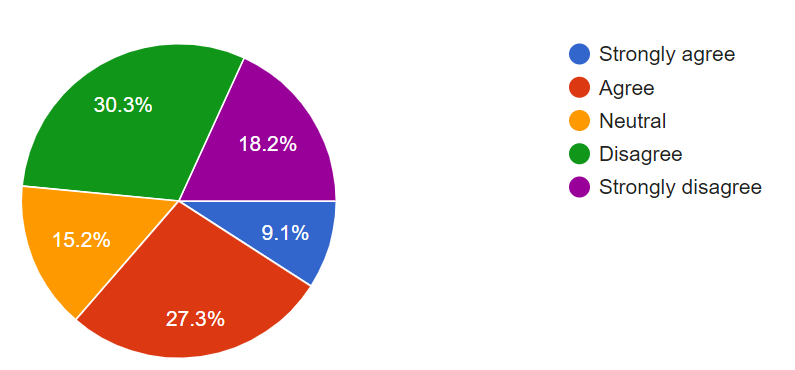 Strongly agree
Agree
Neutral
Disagree
Strongly disagree
30.3%
18.2%
9.1%
15.2%
27.3%